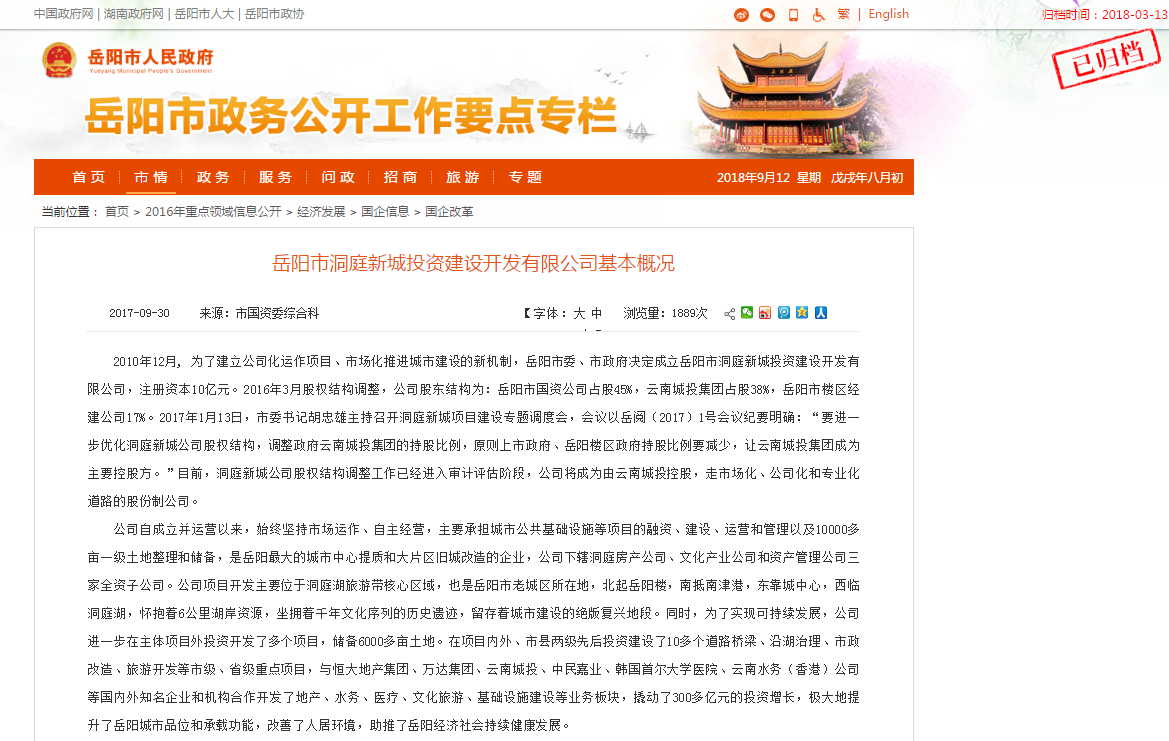 中国政府网 | 湖南政府网 | 岳阳市人大 | 岳阳市政协
繁 | English
归档时间：2018-03-13
已归档
岳阳市人民政府
Yueyang Municipal People's Government
岳阳市政务公开工作要点专栏
首页 市情 政务 服务 问政 招商 旅游 专题
2018年9月12 星期 戊戌年八月初
当前位置： 首页 > 2016年重点领域信息公开 > 经济发展 > 国企信息 > 国企改革
岳阳市洞庭新城投资建设开发有限公司基本概况
2017-09-30 来源：市国资委综合科 【字体：大 中 浏览量：1889次
2010年12月，为了建立公司化运作项目、市场化推进城市建设的新机制，岳阳市委、市政府决定成立岳阳市洞庭新城投资建设开发有
限公司，注册资本10亿元。2016年3月股权结构调整，公司股东结构为：岳阳市国资公司占股45%，云南城投集团占股38%，岳阳市楼区经
建公司17%。2017年1月13日，市委书记胡忠雄主持召开洞庭新城项目建设专题调度会，会议以岳阅（2017）1号会议纪要明确：“要进一
步优化洞庭新城公司股权结构，调整政府云南城投集团的持股比例，原则上市政府、岳阳楼区政府持股比例要减少，让云南城投集团成为
主要控股方。”目前，洞庭新城公司股权结构调整工作已经进入审计评估阶段，公司将成为由云南城投控股，走市场化、公司化和专业化
道路的股份制公司。
公司自成立并运营以来，始终坚持市场运作、自主经营，主要承担城市公共基础设施等项目的融资、建设、运营和管理以及10000多
亩一级土地整理和储备，是岳阳最大的城市中心提质和大片区旧城改造的企业，公司下辖洞庭房产公司、文化产业公司和资产管理公司三
家全资子公司。公司项目开发主要位于洞庭湖旅游带核心区域，也是岳阳市老城区所在地，北起岳阳楼，南抵南津港，东靠城中心，西临
洞庭湖，怀抱着6公里湖岸资源，坐拥着千年文化序列的历史遗迹，留存着城市建设的绝版复兴地段。同时，为了实现可持续发展，公司
进一步在主体项目外投资开发了多个项目，储备6000多亩土地。在项目内外、市县两级先后投资建设了10多个道路桥梁、沿湖治理、市政
改造、旅游开发等市级、省级重点项目，与恒大地产集团、万达集团、云南城投、中民嘉业、韩国首尔大学医院、云南水务（香港）公司
等国内外知名企业和机构合作开发了地产、水务、医疗、文化旅游、基础设施建设等业务板块，撬动了300多亿元的投资增长，极大地提
升了岳阳城市品位和承载功能，改善了人居环境，助推了岳阳经济社会持续健康发展。